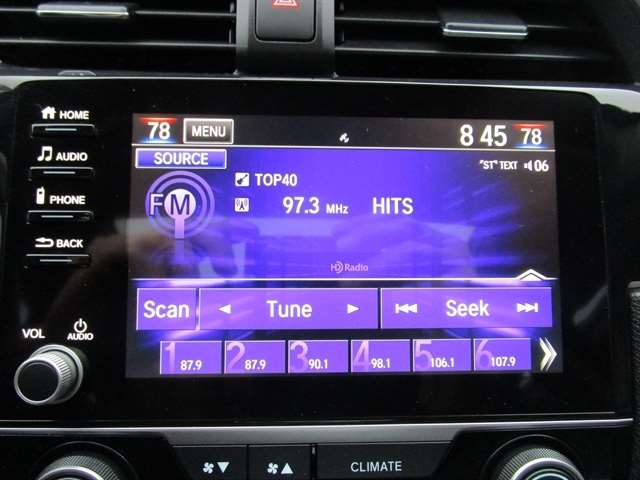 HOME
AUDIO
PHONE
BACK
VOL
AUDIO
78 MENU 8 45 78
SOURCE "ST" TEXT 06
FM
TOP40
97.3 MHz HITS
HD Radio
Scan Tune Seek
1 87.9 2 87.9 3 90.1 4 98.1 5 106.1 6 107.9
CLIMATE